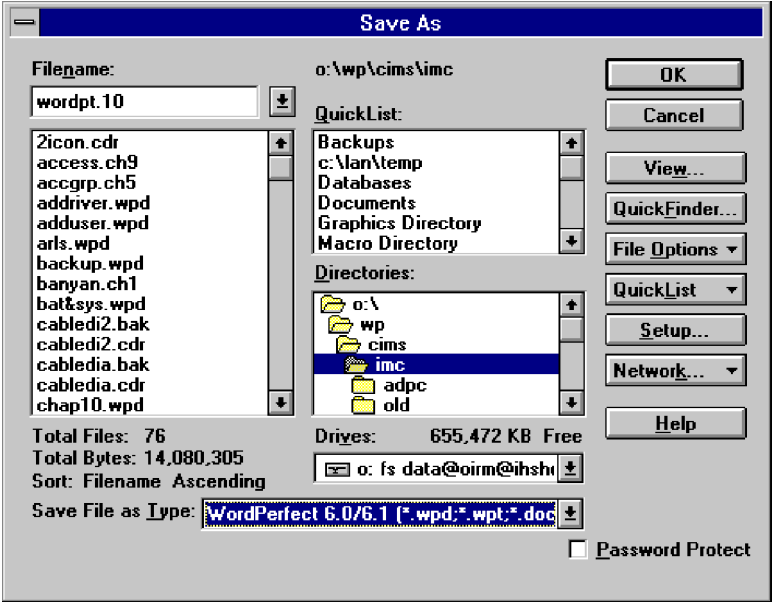 Save As
Filename:
wordpt.10
2icon.cdr
access.ch9
accgrp.ch5
addriver.wpd
adduser.wpd
arls.wpd
backup.wpd
banyan.ch1
bat&sys.wpd
cabledi2.bak
cabledi2.cdr
cabledia.bak
cabledia.cdr
chap10.wpd
Total Files: 76
Total Bytes: 14,080,305
Sort: Filename Ascending
o:\wp\cims\imc
QuickList:
Backups
c:\lan\temp
Databases
Documents
Graphics Directory
Macro Directory
Directories:
o:\
wp
cims
imc
adpc
old
Drives: 655,472 KB Free
o: fs data@oirm@ihsh
Save File as Type: WordPerfect 6.0/6.1 (*.wpd;*.wpt;*.doc
OK
Cancel
View...
QuickFinder...
File Options
QuickList
Setup...
Network...
Help
Password Protect